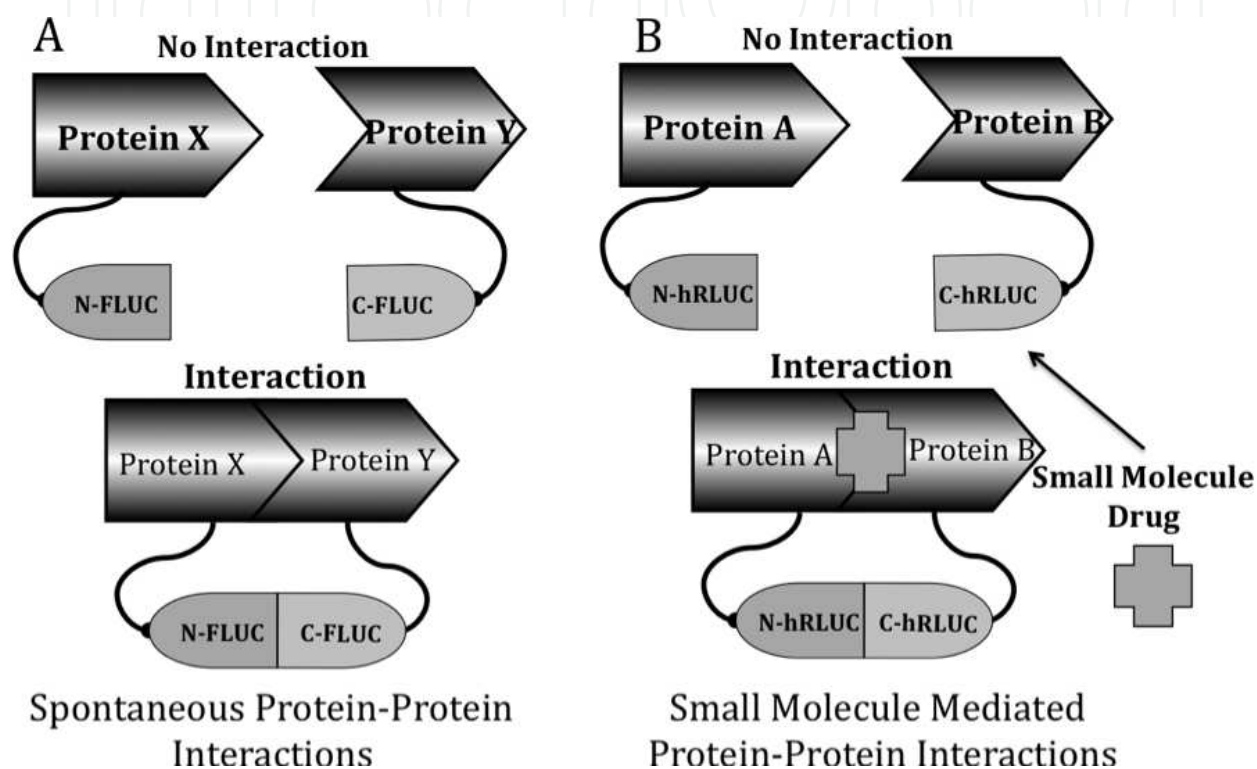 A
No Interaction
Protein X
Protein Y
N-FLUC
C-FLUC
Interaction
Protein X
Protein Y
N-FLUC
C-FLUC
Spontaneous Protein-Protein
Interactions
B
No Interaction
Protein A
Protein B
N-hRLUC
C-hRLUC
Interaction
Protein A
Protein B
Small Molecule
Drug
N-hRLUC
C-hRLUC
Small Molecule Mediated
Protein-Protein Interactions